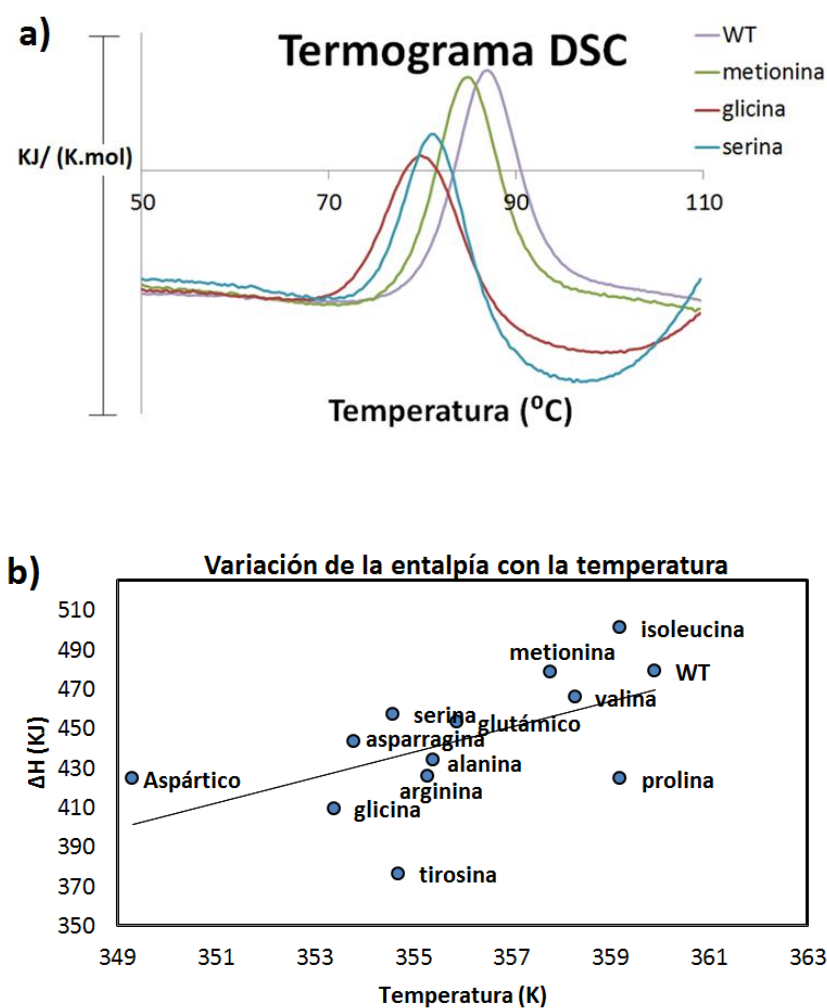 a)
Termograma DSC
WT
metionina
glicina
serina
KJ/ (K.mol)
50 70 90 110
Temperatura (⁰C)
b)
Variación de la entalpía con la temperatura
510
490
470
450
430
410
390
370
350
ΔH (KJ)
isoleucina
metionina
WT
valina
serina
glutámico
asparragina
alanina
Aspártico
arginina
prolina
glicina
tirosina
349 351 353 355 357 359 361 363
Temperatura (K)